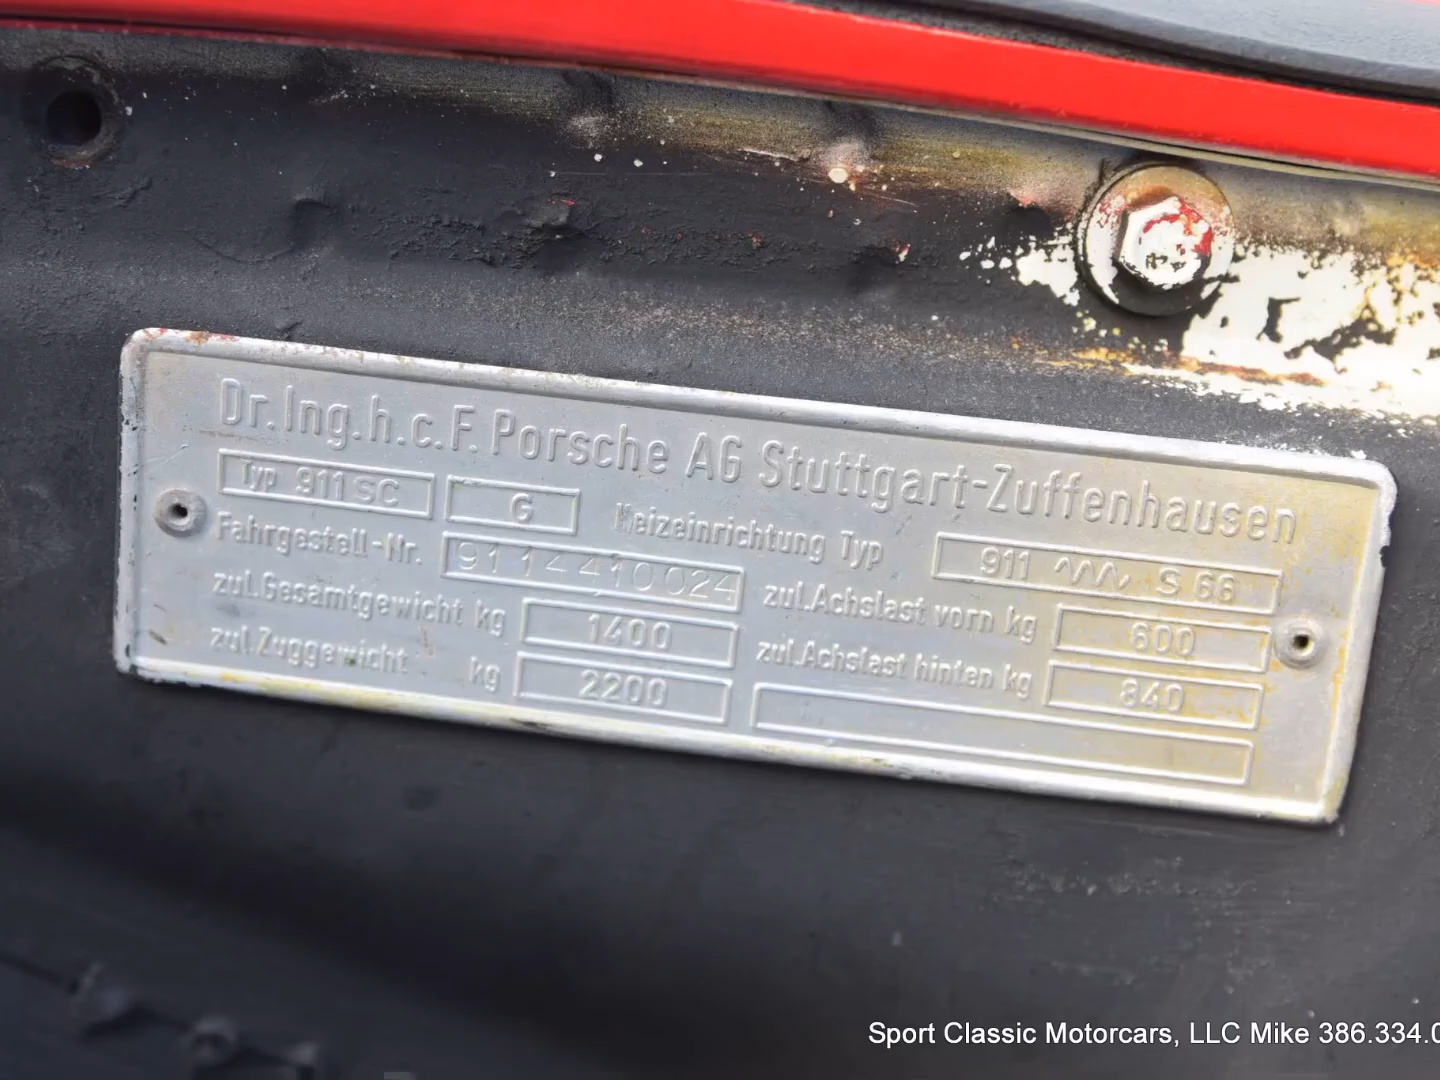 Dr.Ing.h.c.F.Porsche AG Stuttgart-Zuffenhausen
Typ 911 SC G Heizeinrichtung Typ 911 S 66
Fahrgestell-Nr. 9114410024 zul.Achslast vorn kg 600
zul.Gesamtgewicht kg 1400 zul.Achslast hinten kg 840
zul.Zuggewicht kg 2200
Sport Classic Motorcars, LLC Mike 386.334.0